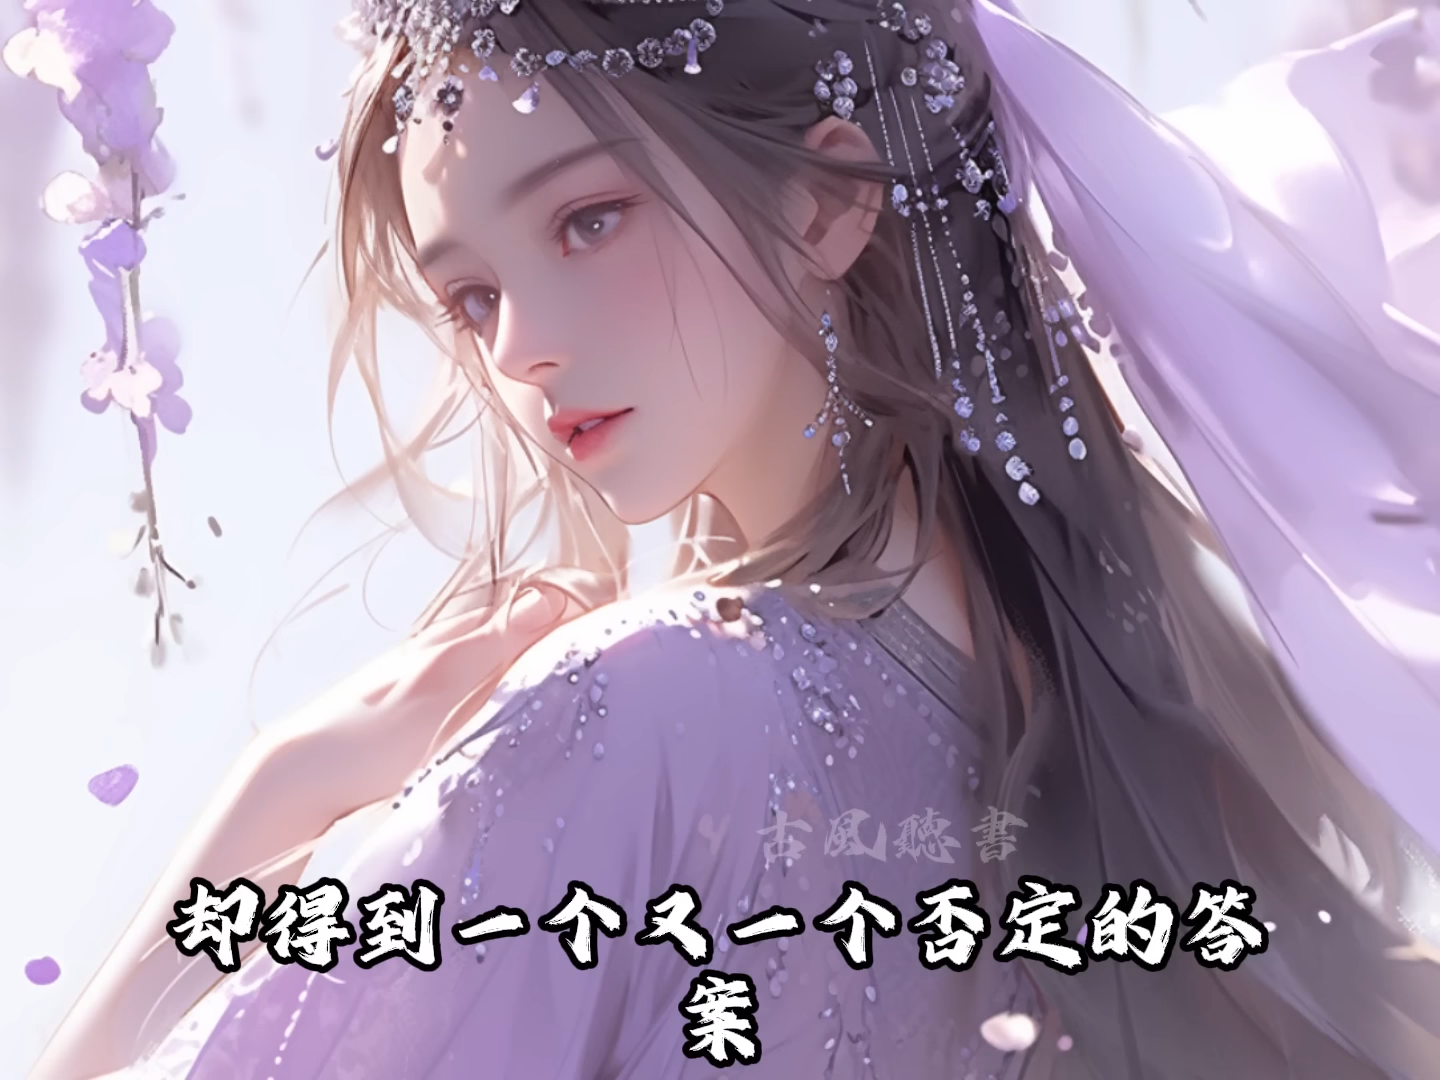 古風聽書
却得到一个又一个否定的答
案